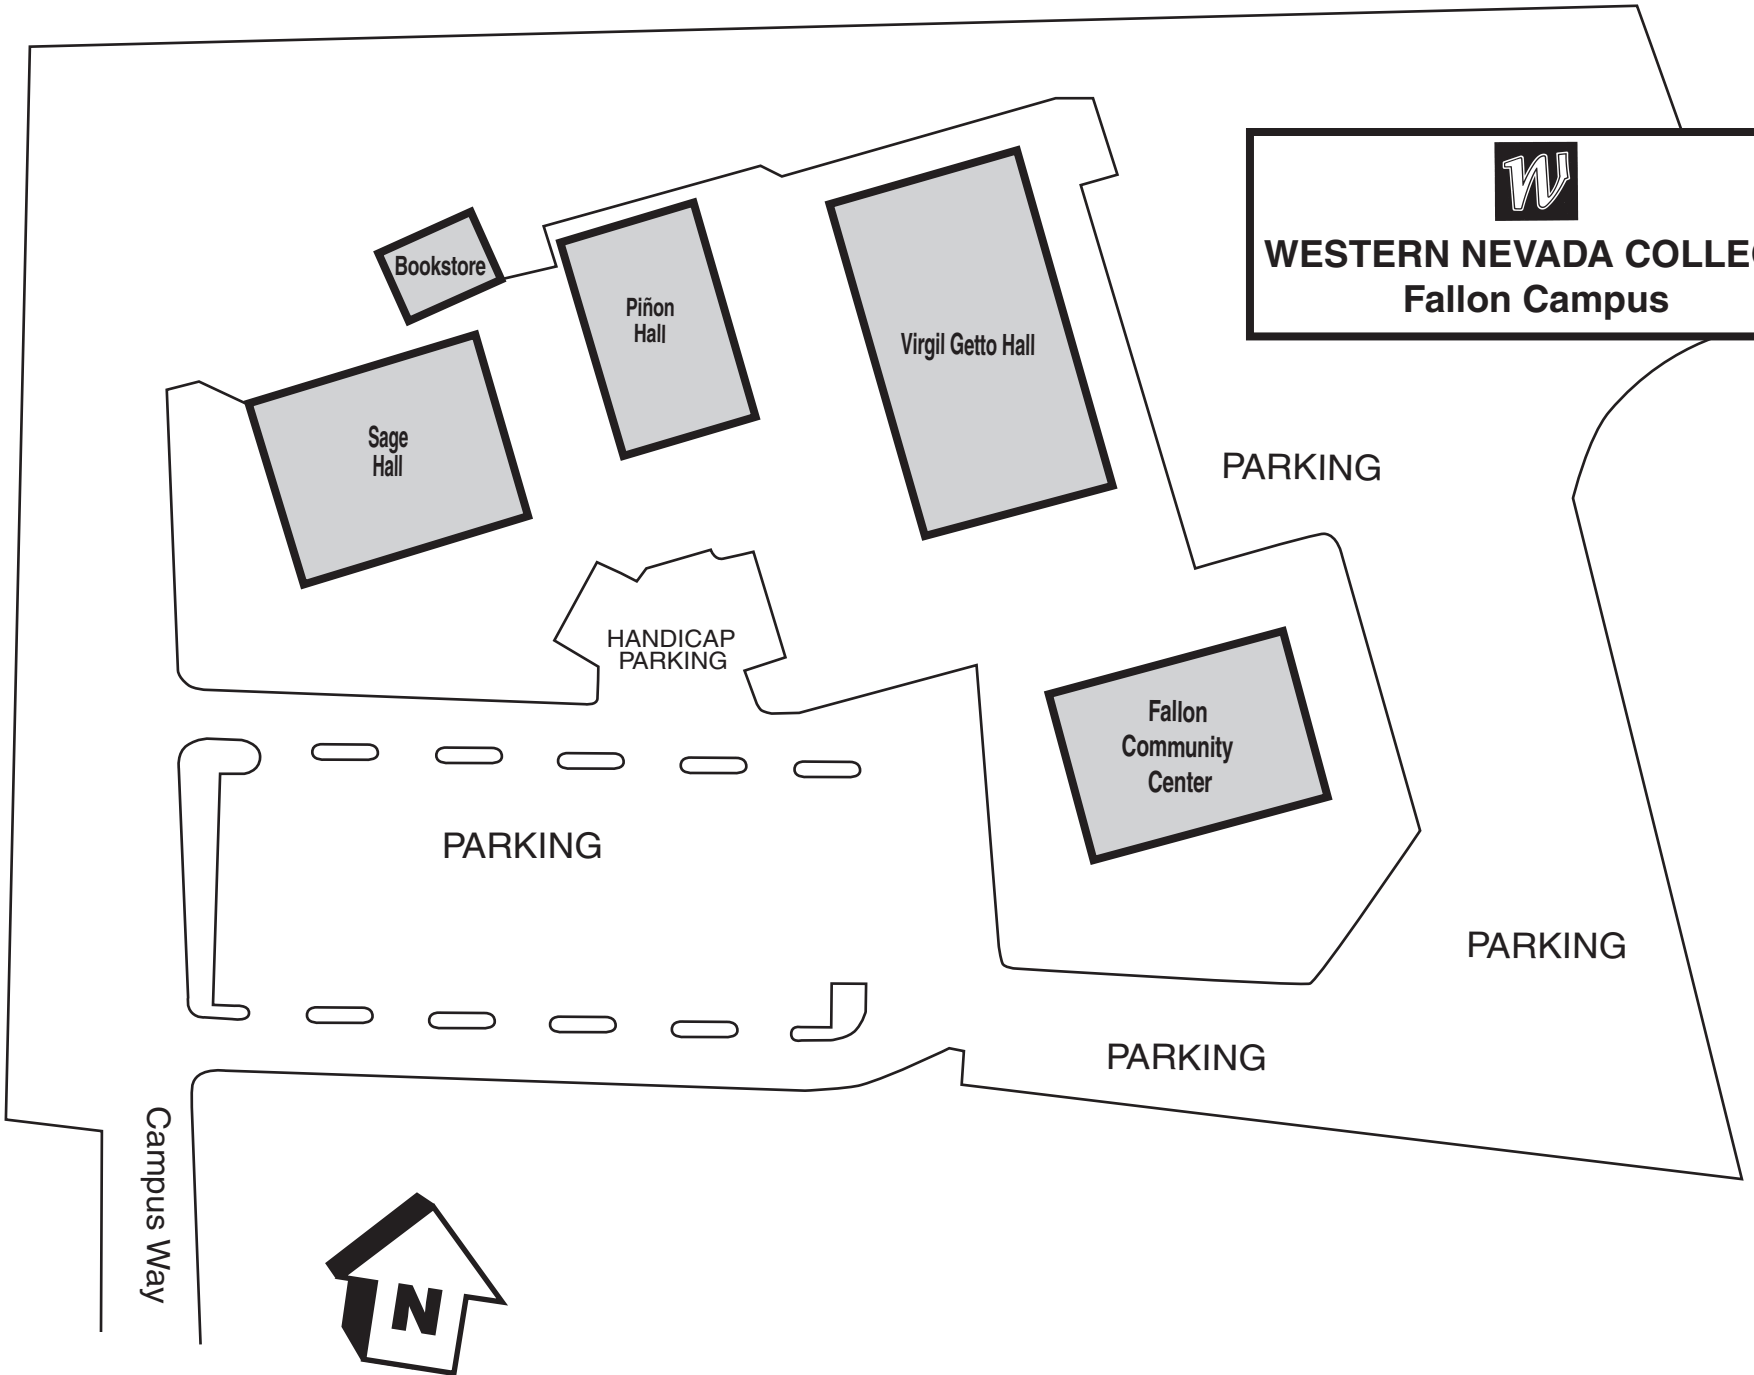 W
WESTERN NEVADA COLLE
Fallon Campus
Bookstore
Piñon
Hall
Virgil Getto Hall
Sage
Hall
PARKING
HANDICAP
PARKING
Fallon
Community
Center
PARKING
PARKING
PARKING
Campus Way
N